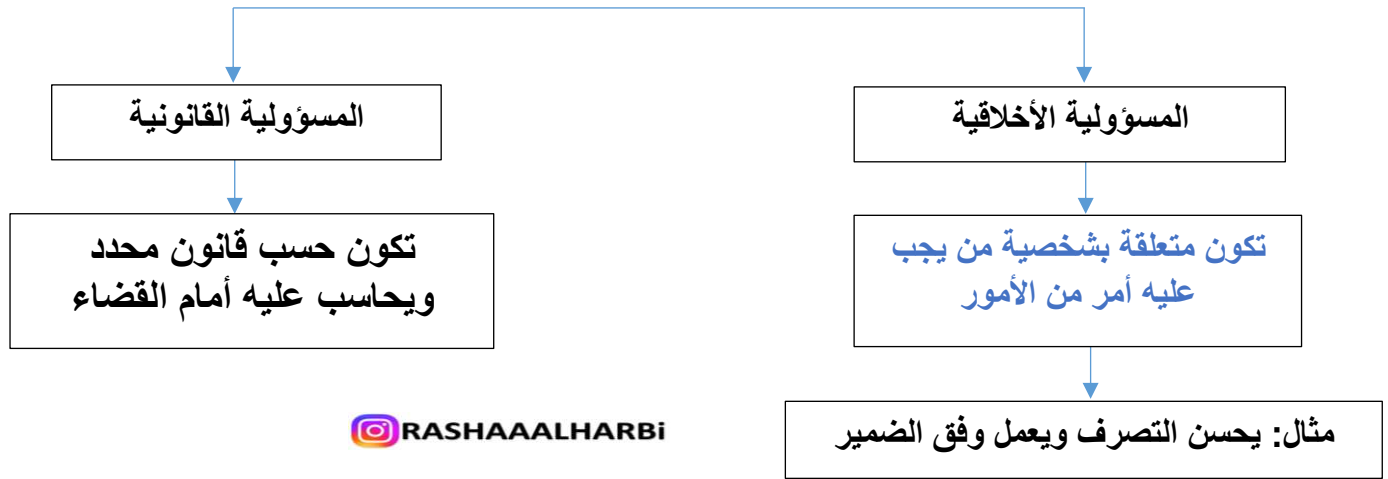 المسؤولية الأخلاقية
المسؤولية القانونية
تكون متعلقة بشخصية من يجب
عليه أمر من الأمور
تكون حسب قانون محدد
ويحاسب عليه أمام القضاء
مثال: يحسن التصرف ويعمل وفق الضمير
RASHAAALHARBi